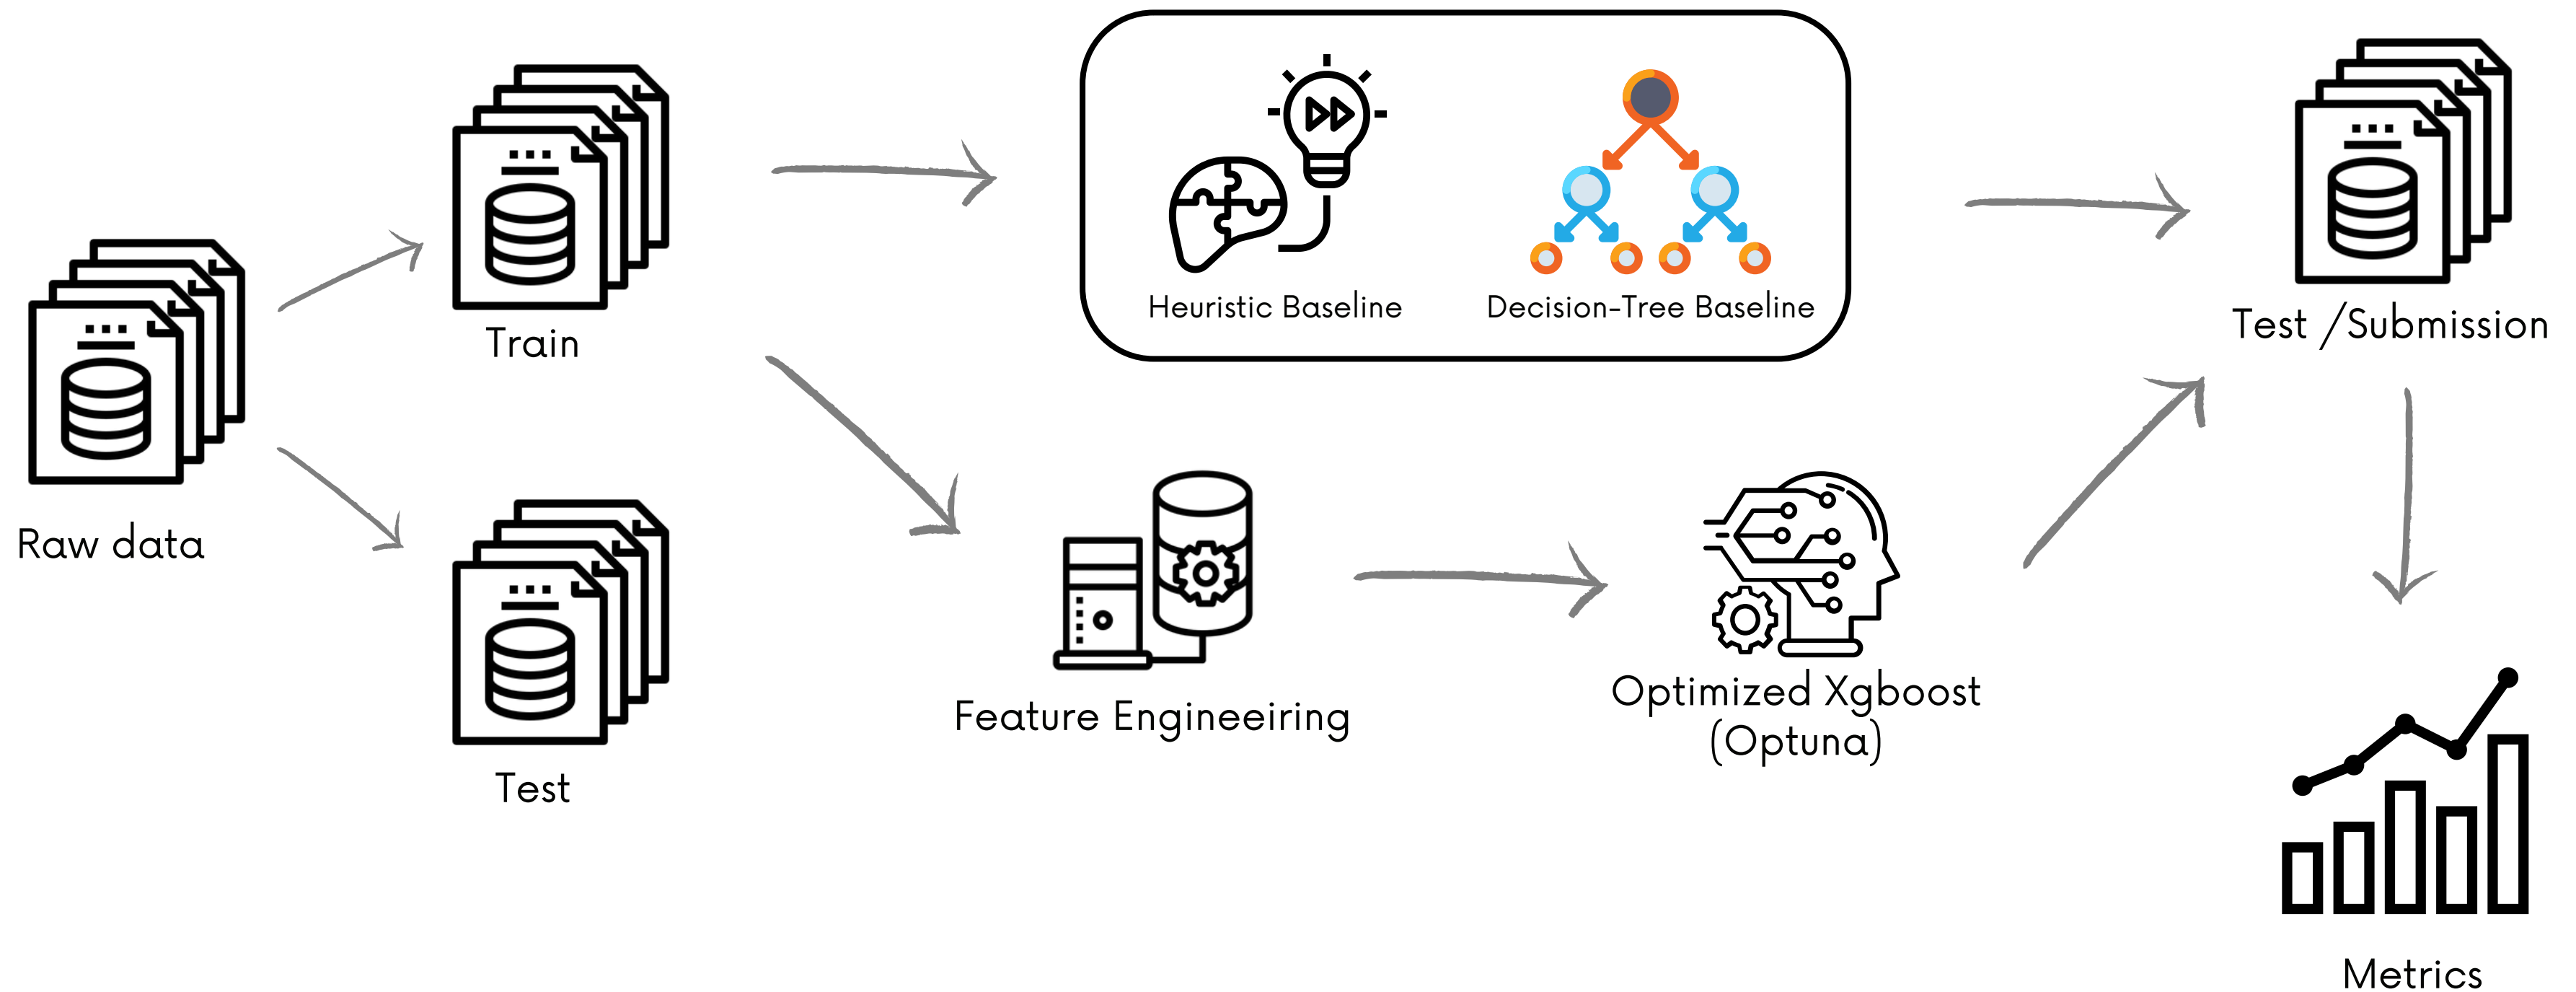 Raw data
Train
Test
Heuristic Baseline
Decision-Tree Baseline
Feature Engineeiring
Optimized Xgboost
(Optuna)
Test /Submission
Metrics